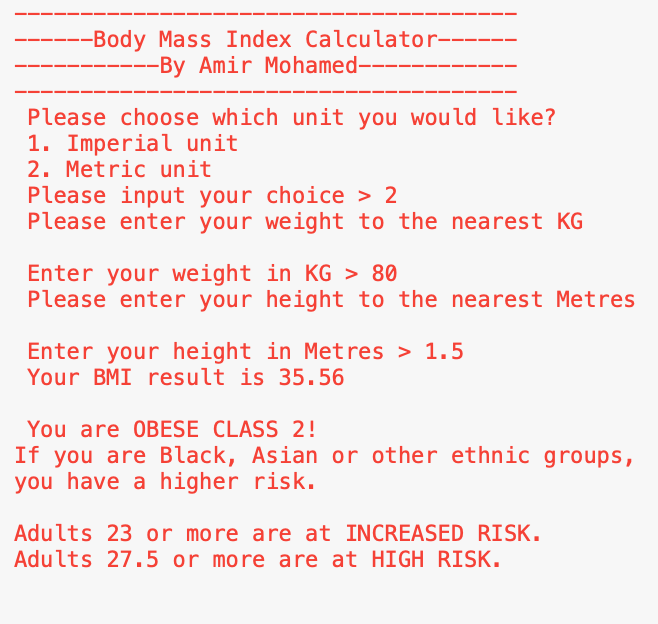 --------------------------------------
------Body Mass Index Calculator------
-----------By Amir Mohamed------------
--------------------------------------
Please choose which unit you would like?
1. Imperial unit
2. Metric unit
Please input your choice > 2
Please enter your weight to the nearest KG
Enter your weight in KG > 80
Please enter your height to the nearest Metres
Enter your height in Metres > 1.5
Your BMI result is 35.56
You are OBESE CLASS 2!
If you are Black, Asian or other ethnic groups,
you have a higher risk.
Adults 23 or more are at INCREASED RISK.
Adults 27.5 or more are at HIGH RISK.